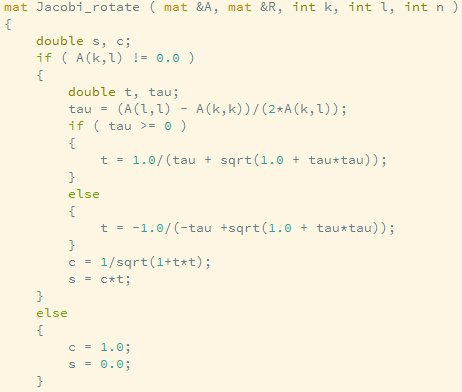 mat Jacobi_rotate ( mat &A, mat &R, int k, int l, int n )
{
    double s, c;
    if ( A(k,l) != 0.0 )
    {
        double t, tau;
        tau = (A(l,l) - A(k,k))/(2*A(k,l));
        if ( tau >= 0 )
        {
            t = 1.0/(tau + sqrt(1.0 + tau*tau));
        }
        else
        {
            t = -1.0/(-tau +sqrt(1.0 + tau*tau));
        }
        c = 1/sqrt(1+t*t);
        s = c*t;
    }
    else
    {
        c = 1.0;
        s = 0.0;
    }